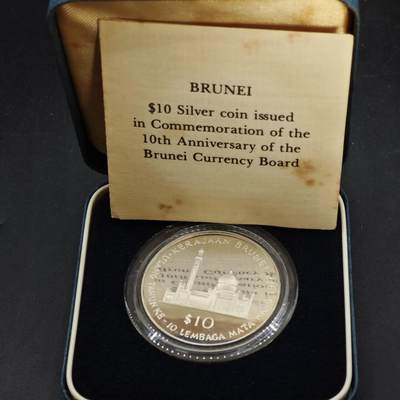 BRUNEI
$10 Silver coin issued
in Commemoration of the
10th Anniversary of the
Brunei Currency Board
KERAJAAN BRUNEI
$10
KE-10 LEMBAGA MATA